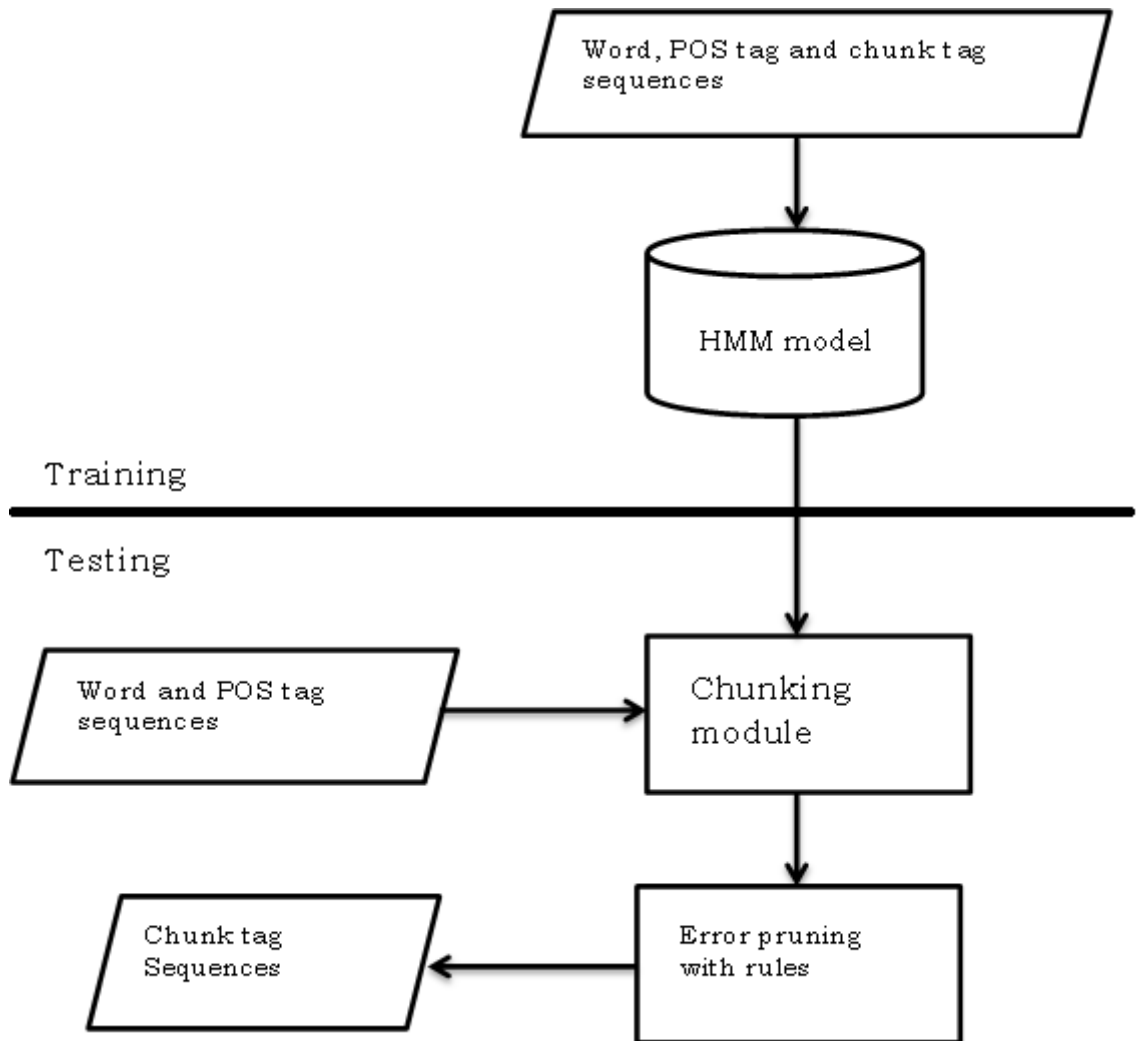 Word, POS tag and chunk tag
sequences
HMM model
Training
Testing
Word and POS tag
sequences
Chunking
module
Chunk tag
Sequences
Error pruning
with rules